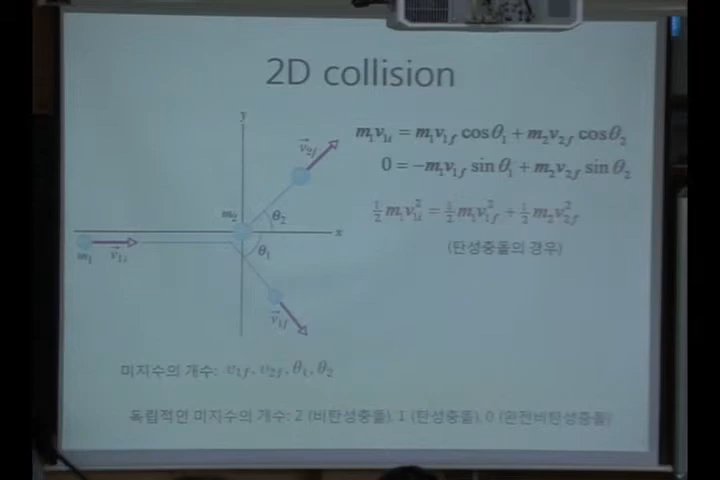 2D collision
y
m₁v₁ᵢ = m₁v₁f cosθ₁ + m₂v₂f cosθ₂
v₂f
0 = −m₁v₁f sinθ₁ + m₂v₂f sinθ₂
m₂
θ₂
½m₁v₁ᵢ² = ½m₁v₁f² + ½m₂v₂f²
x
(탄성충돌의 경우)
θ₁
m₁
v₁ᵢ
v₁f
미지수의 개수: v₁f, v₂f, θ₁, θ₂
독립적인 미지수의 개수: 2 (비탄성충돌), 1 (탄성충돌), 0 (완전비탄성충돌)